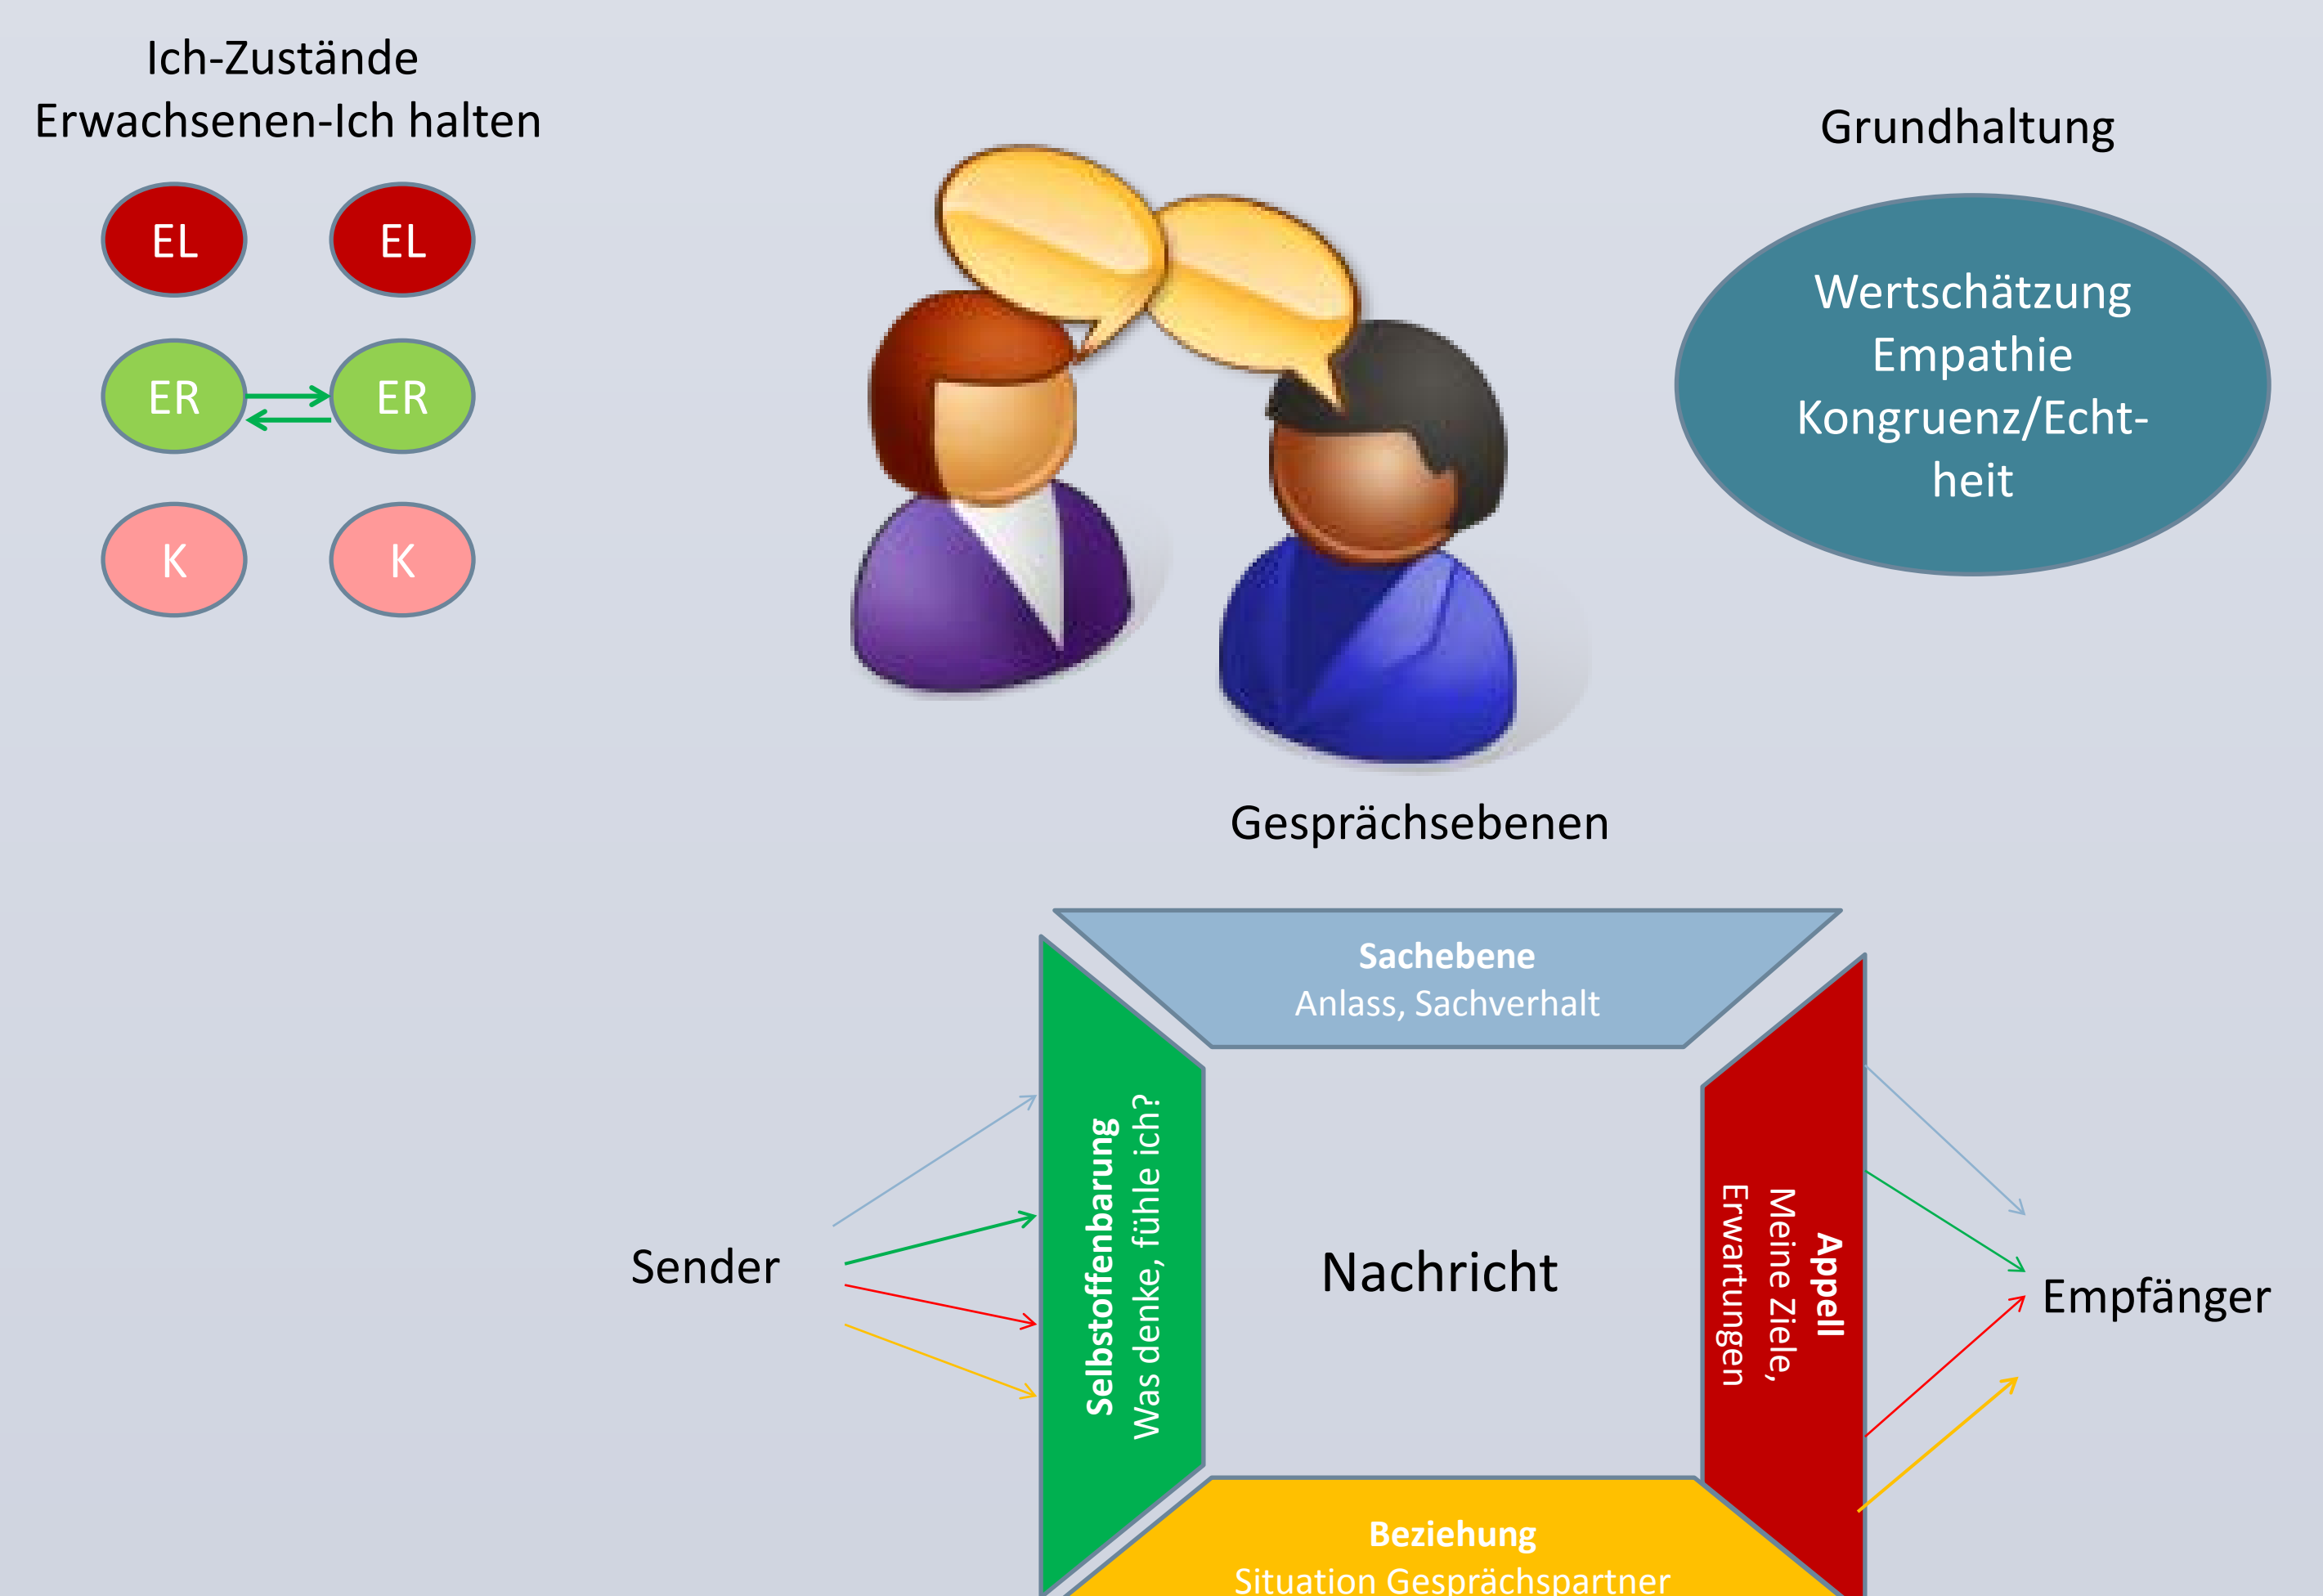 Ich-Zustände
Erwachsenen-Ich halten
EL EL
ER ER
K K
Grundhaltung
Wertschätzung
Empathie
Kongruenz/Echt-
heit
Gesprächsebenen
Sachebene
Anlass, Sachverhalt
Sender
Selbstoffenbarung
Was denke, fühle ich?
Nachricht
Appell
Meine Ziele,
Erwartungen
Empfänger
Beziehung
Situation Gesprächspartner